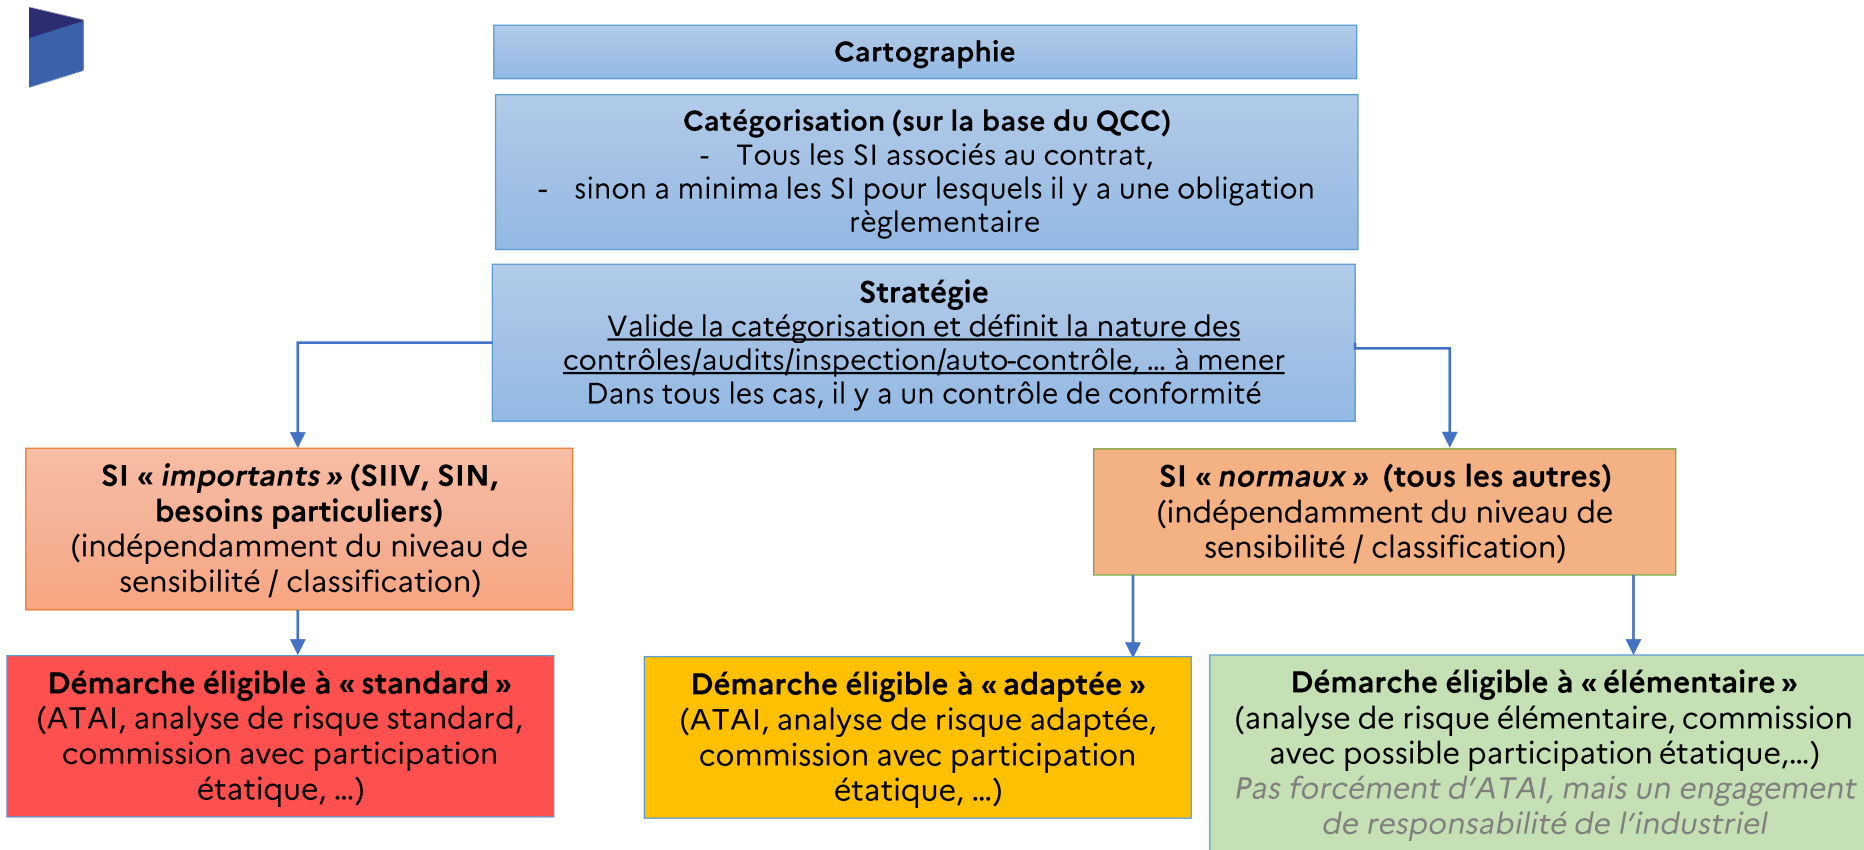 Cartographie
Catégorisation (sur la base du QCC)
- Tous les SI associés au contrat,
- sinon a minima les SI pour lesquels il y a une obligation
règlementaire
Stratégie
Valide la catégorisation et définit la nature des
contrôles/audits/inspection/auto-contrôle, ... à mener
Dans tous les cas, il y a un contrôle de conformité
SI « importants » (SIIV, SIN,
besoins particuliers)
(indépendamment du niveau de
sensibilité / classification)
SI « normaux » (tous les autres)
(indépendamment du niveau de
sensibilité / classification)
Démarche éligible à « standard »
(ATAI, analyse de risque standard,
commission avec participation
étatique, ...)
Démarche éligible à « adaptée »
(ATAI, analyse de risque adaptée,
commission avec participation
étatique, ...)
Démarche éligible à « élémentaire »
(analyse de risque élémentaire, commission
avec possible participation étatique,...)
Pas forcément d'ATAI, mais un engagement
de responsabilité de l'industriel